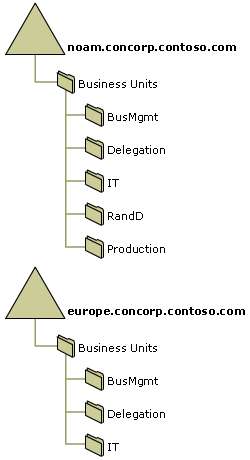 noam.concorp.contoso.com
Business Units
BusMgmt
Delegation
IT
RandD
Production
europe.concorp.contoso.com
Business Units
BusMgmt
Delegation
IT